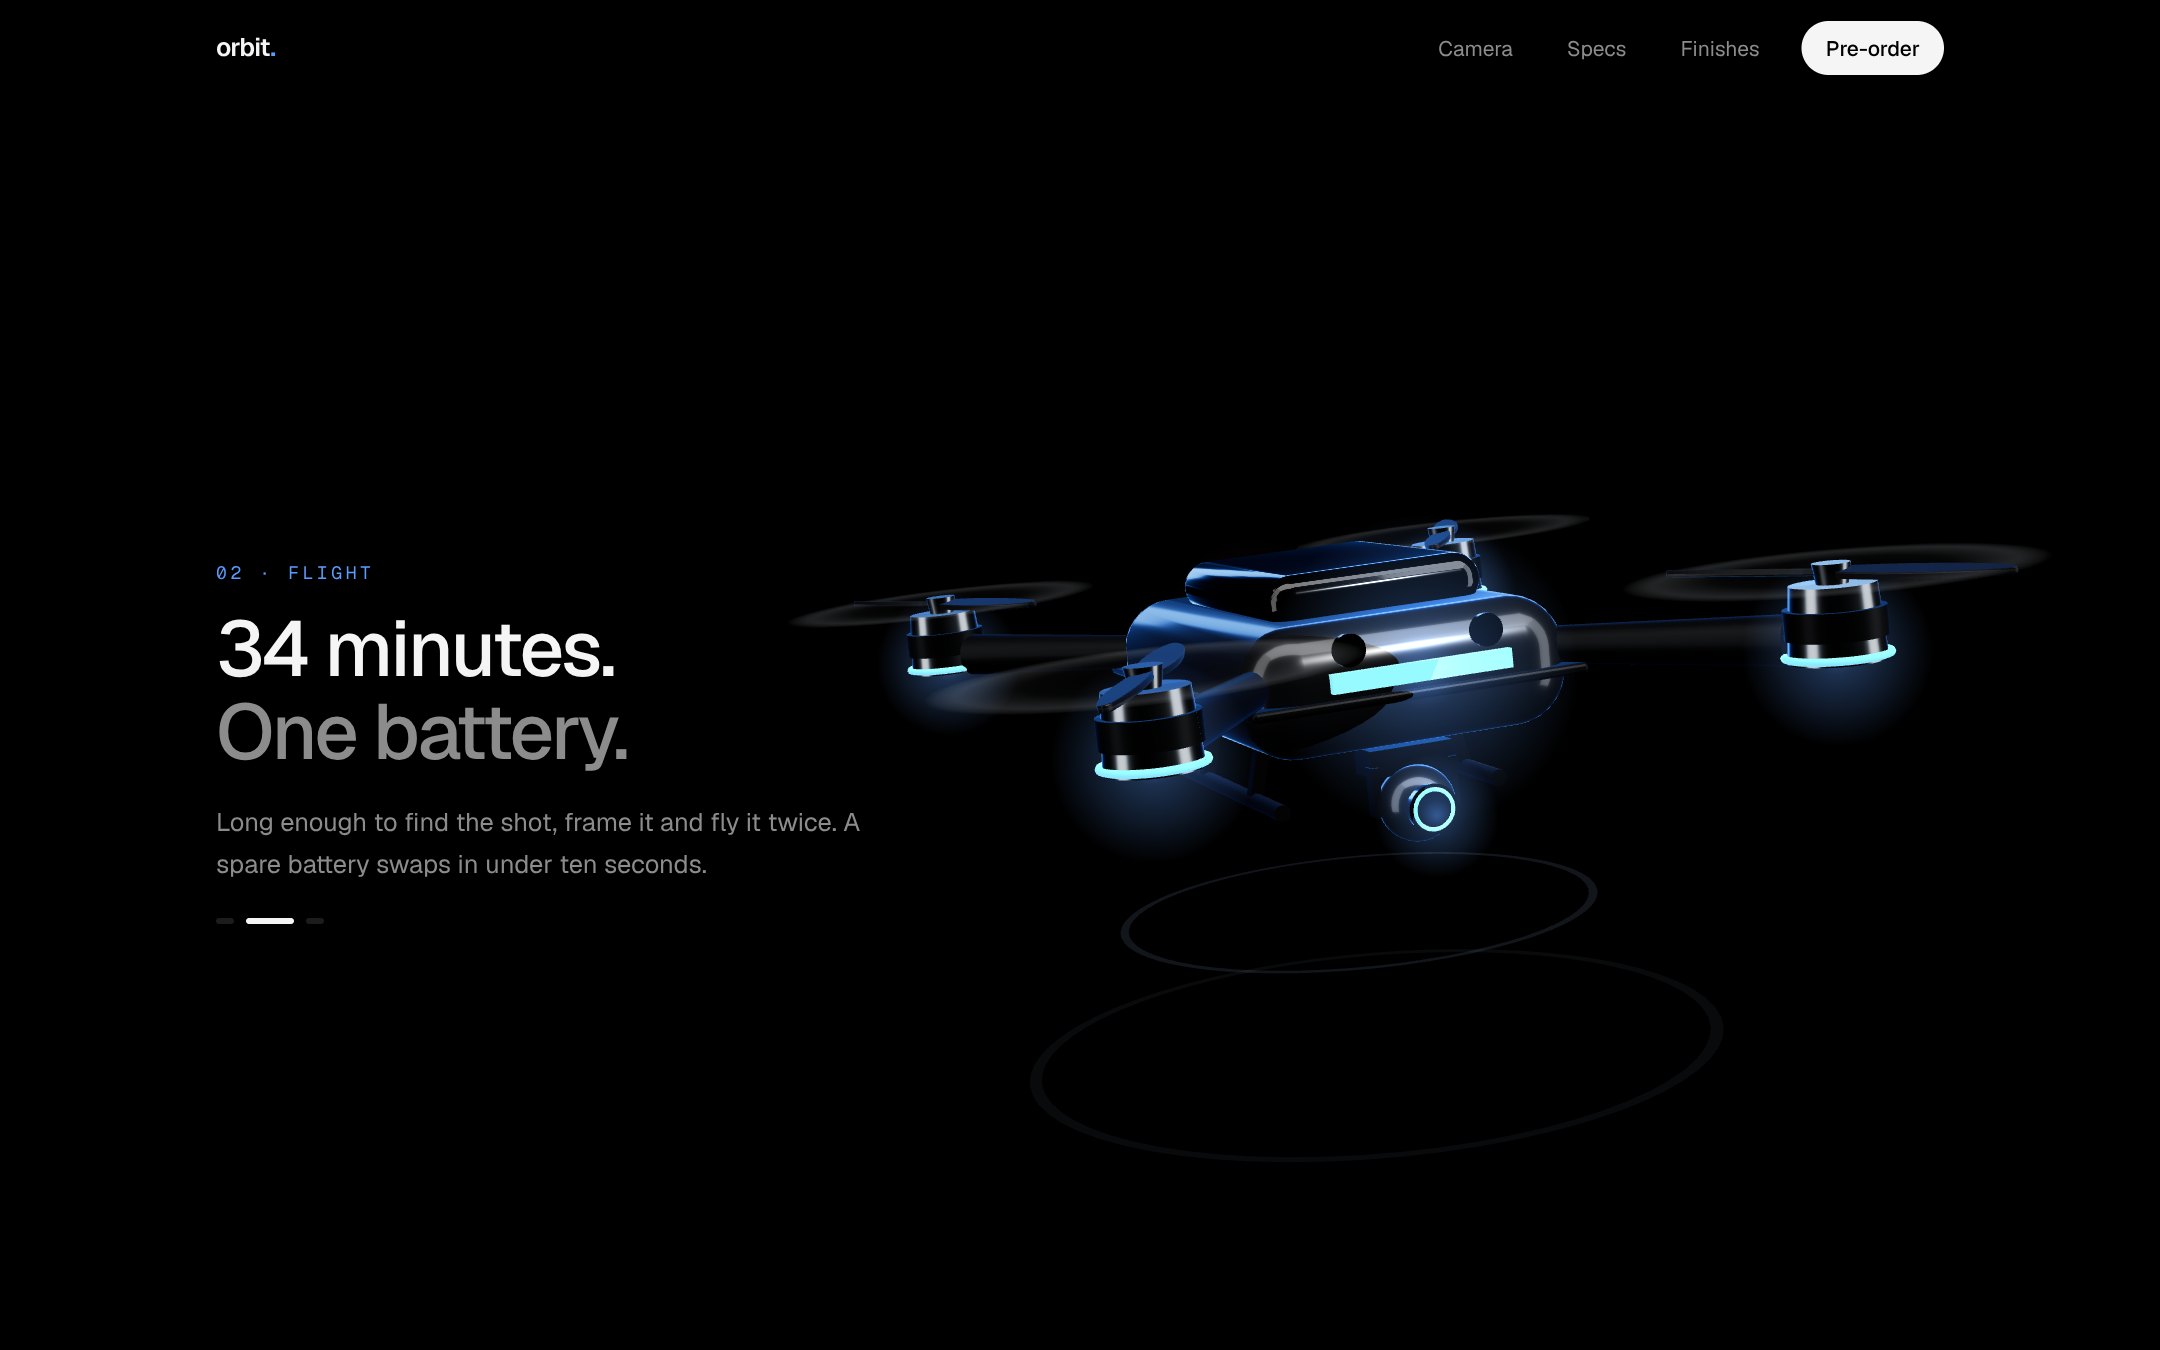 orbit.
Camera
Specs
Finishes
Pre-order
02 · FLIGHT
34 minutes.
One battery.
Long enough to find the shot, frame it and fly it twice. A
spare battery swaps in under ten seconds.